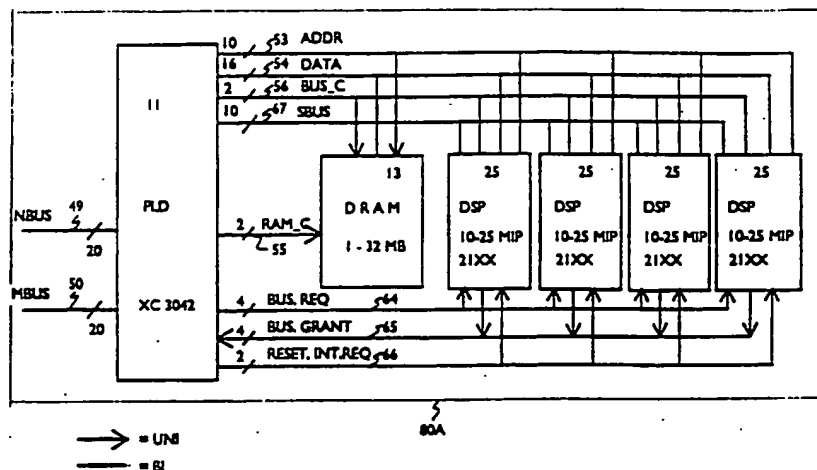 10 53 ADDR
16 54 DATA
2 56 BUS_C
10 67 SBUS
11
PLD
XC 3042
NBUS 49 20
MBUS 50 20
2 RAM_C
55
13
DRAM
1 - 32 MB
25
DSP
10-25 MIP
21XX
25
DSP
10-25 MIP
21XX
25
DSP
10-25 MIP
21XX
25
DSP
10-25 MIP
21XX
4 BUS. REQ 64
4 BUS. GRANT 65
2 RESET. INT.REQ 66
80A
= UNI
= BI